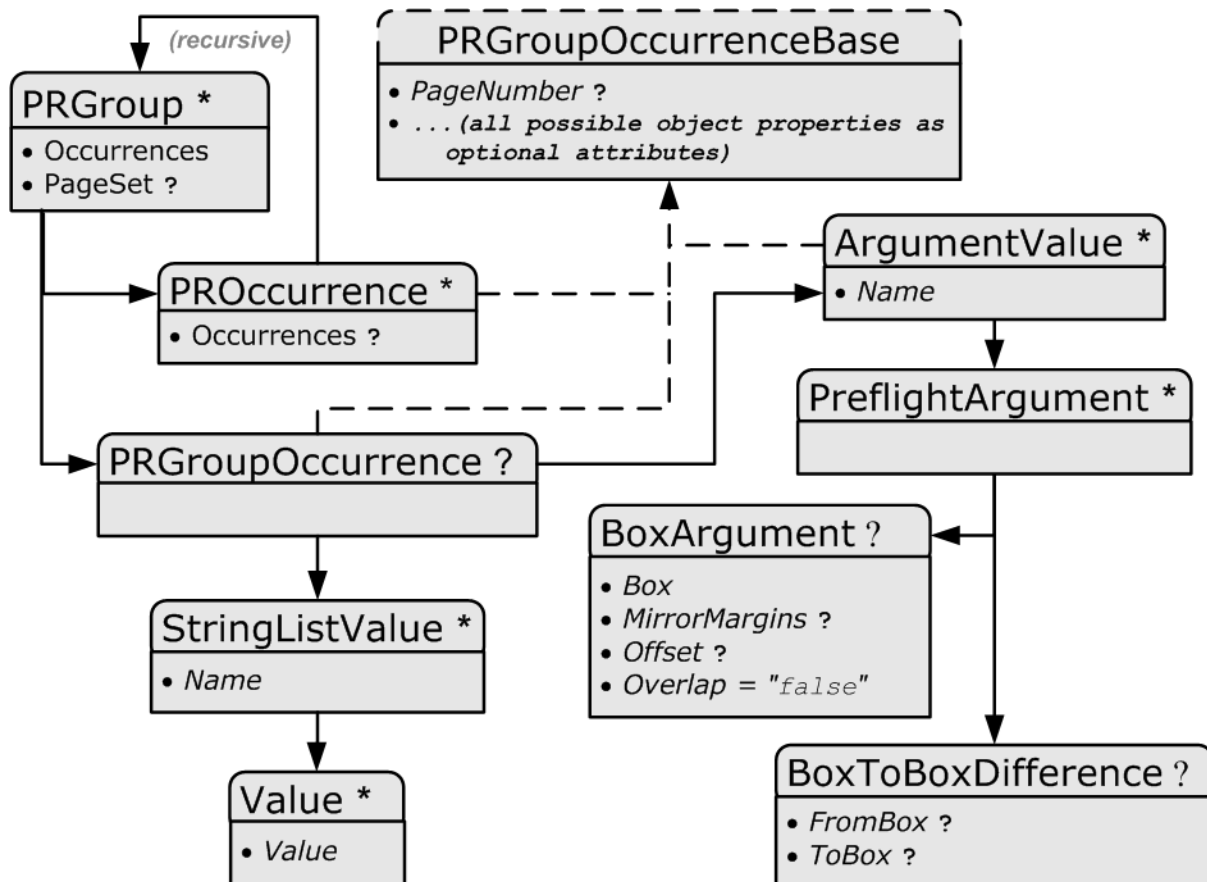 (recursive)
PRGroup *
• Occurrences
• PageSet ?
PRGroupOccurrenceBase
• PageNumber ?
• ...(all possible object properties as
optional attributes)
PROccurrence *
• Occurrences ?
ArgumentValue *
• Name
PRGroupOccurrence ?
PreflightArgument *
StringListValue *
• Name
BoxArgument ?
• Box
• MirrorMargins ?
• Offset ?
• Overlap = "false"
Value *
• Value
BoxToBoxDifference ?
• FromBox ?
• ToBox ?